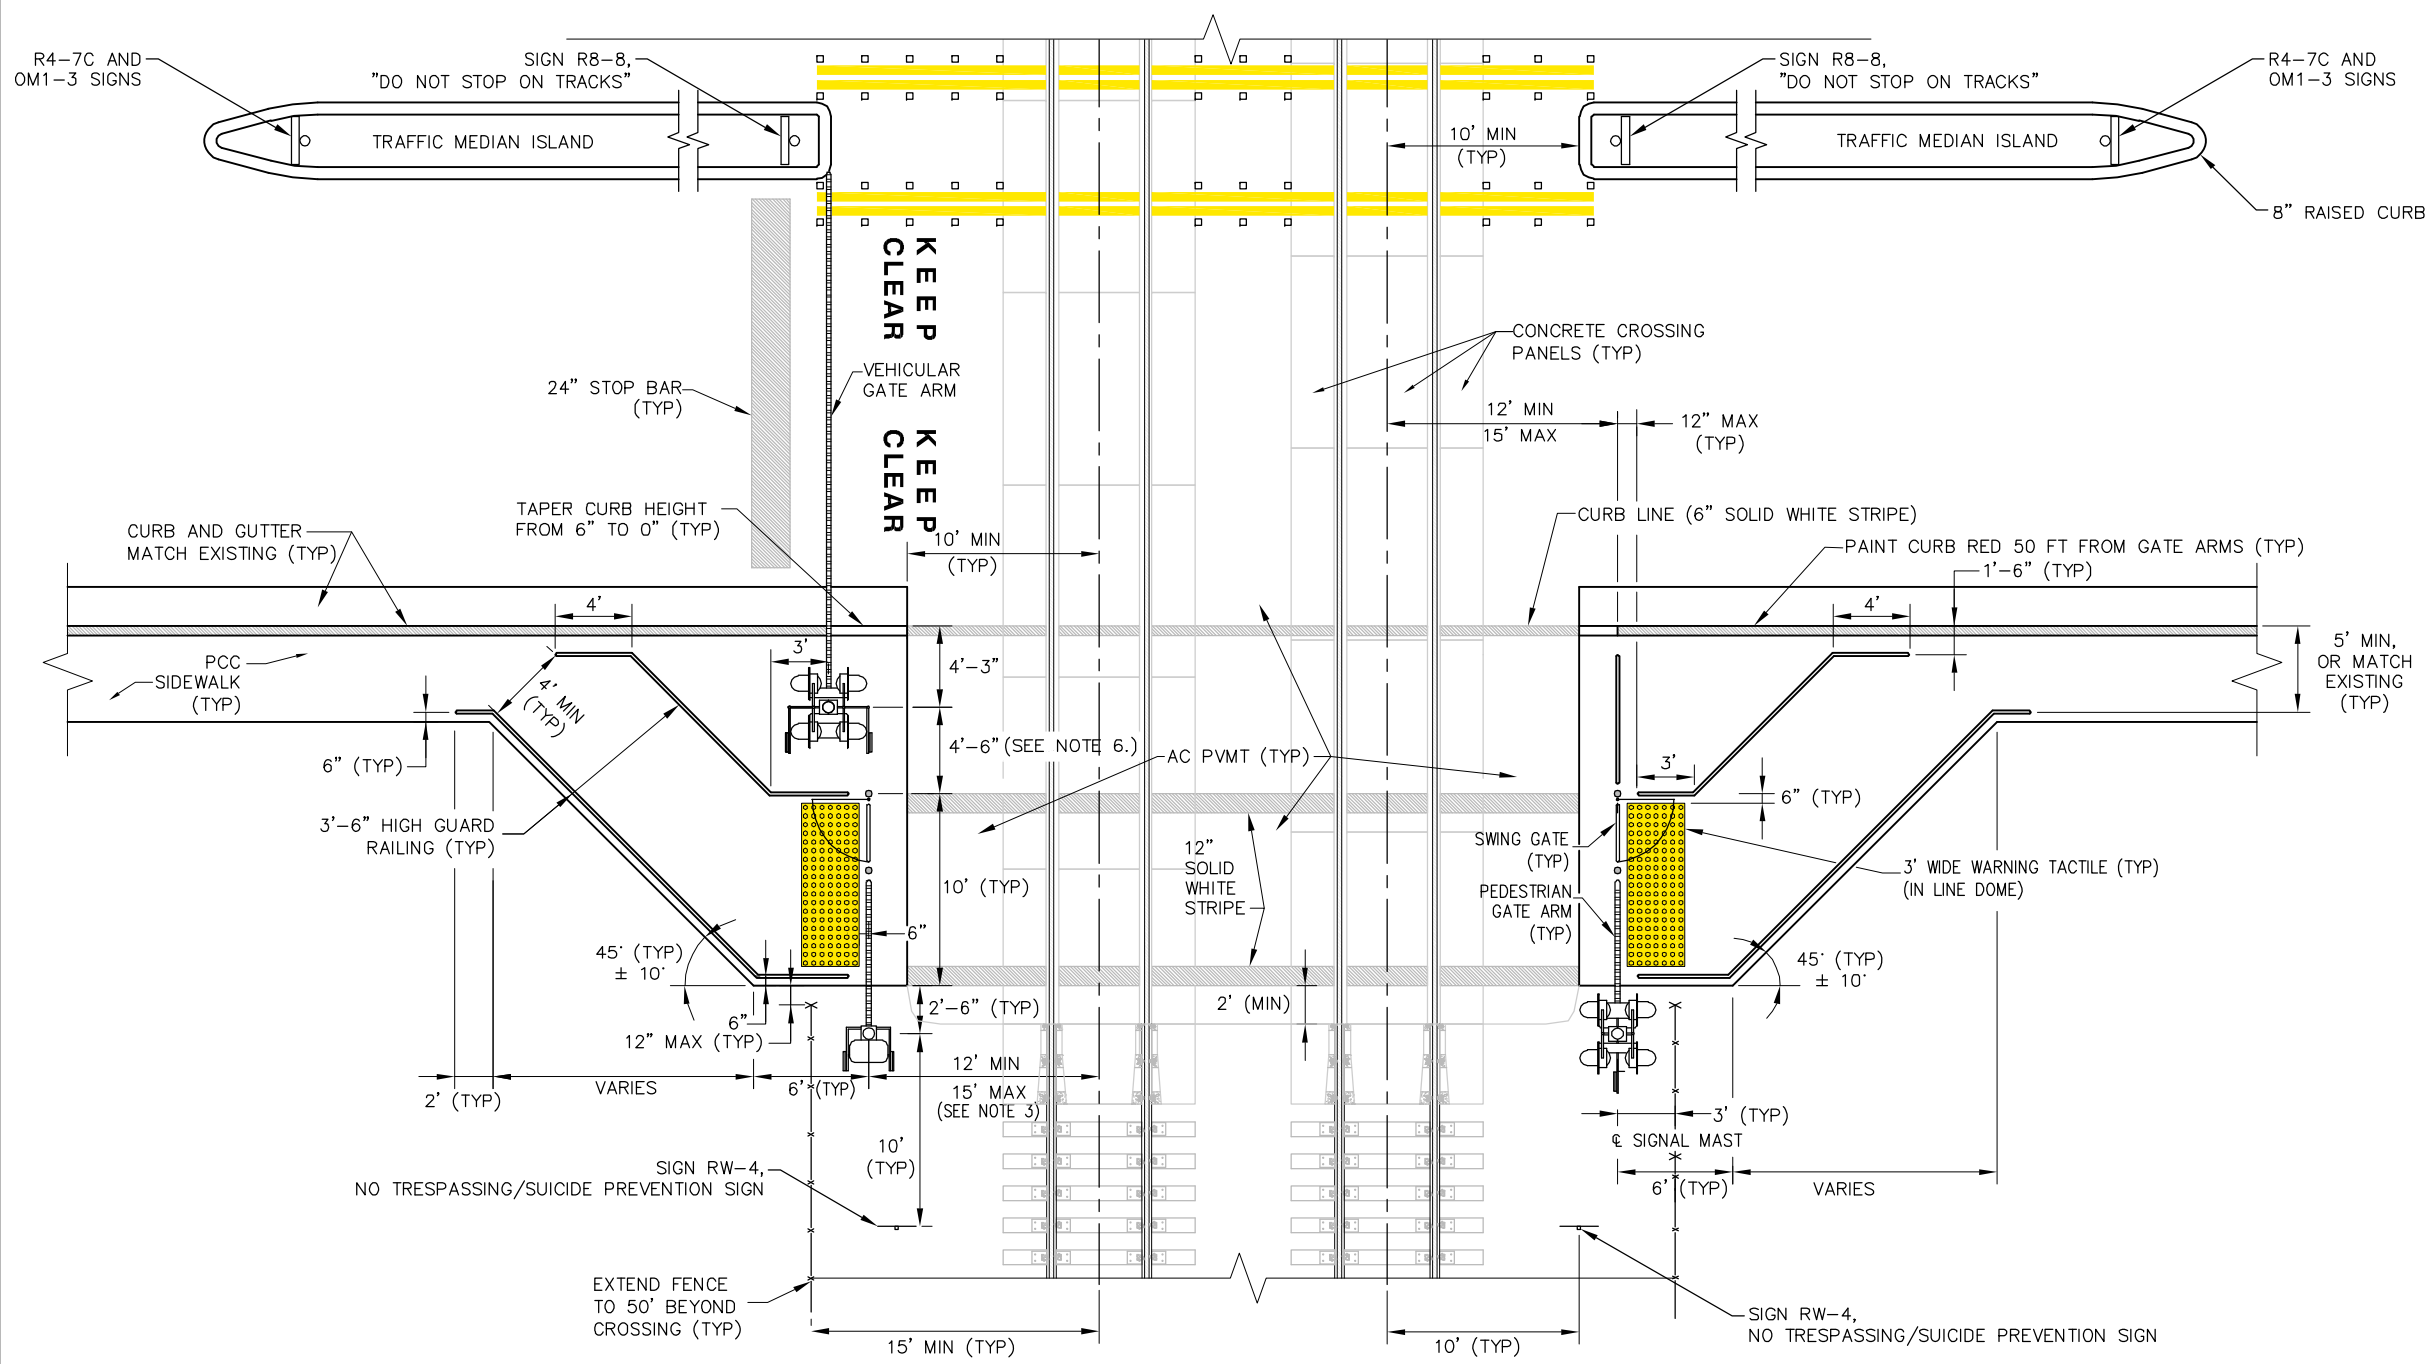 R4-7C AND
OM1-3 SIGNS
SIGN R8-8,
"DO NOT STOP ON TRACKS"
SIGN R8-8,
"DO NOT STOP ON TRACKS"
R4-7C AND
OM1-3 SIGNS
TRAFFIC MEDIAN ISLAND
10' MIN
(TYP)
TRAFFIC MEDIAN ISLAND
8" RAISED CURB
KEEP
CLEAR
CONCRETE CROSSING
PANELS (TYP)
VEHICULAR
GATE ARM
24" STOP BAR
(TYP)
12' MIN
15' MAX
12" MAX
(TYP)
KEEP
CLEAR
TAPER CURB HEIGHT
FROM 6" TO 0" (TYP)
CURB LINE (6" SOLID WHITE STRIPE)
CURB AND GUTTER
MATCH EXISTING (TYP)
10' MIN
(TYP)
PAINT CURB RED 50 FT FROM GATE ARMS (TYP)
1'-6" (TYP)
4'
4'
3'
4'-3"
5' MIN,
OR MATCH
EXISTING
(TYP)
PCC
SIDEWALK
(TYP)
4' MIN
(TYP)
4'-6" (SEE NOTE 6.)
AC PVMT (TYP)
3'
6" (TYP)
6" (TYP)
3'-6" HIGH GUARD
RAILING (TYP)
12"
SOLID
WHITE
STRIPE
SWING GATE
(TYP)
3' WIDE WARNING TACTILE (TYP)
(IN LINE DOME)
10' (TYP)
PEDESTRIAN
GATE ARM
(TYP)
6"
45° (TYP)
± 10°
45° (TYP)
± 10°
6"
12" MAX (TYP)
2'-6" (TYP)
2' (MIN)
12' MIN
15' MAX
(SEE NOTE 3)
2' (TYP)
VARIES
6' (TYP)
3' (TYP)
℄ SIGNAL MAST
10'
(TYP)
SIGN RW-4,
NO TRESPASSING/SUICIDE PREVENTION SIGN
6' (TYP)
VARIES
EXTEND FENCE
TO 50' BEYOND
CROSSING (TYP)
15' MIN (TYP)
10' (TYP)
SIGN RW-4,
NO TRESPASSING/SUICIDE PREVENTION SIGN